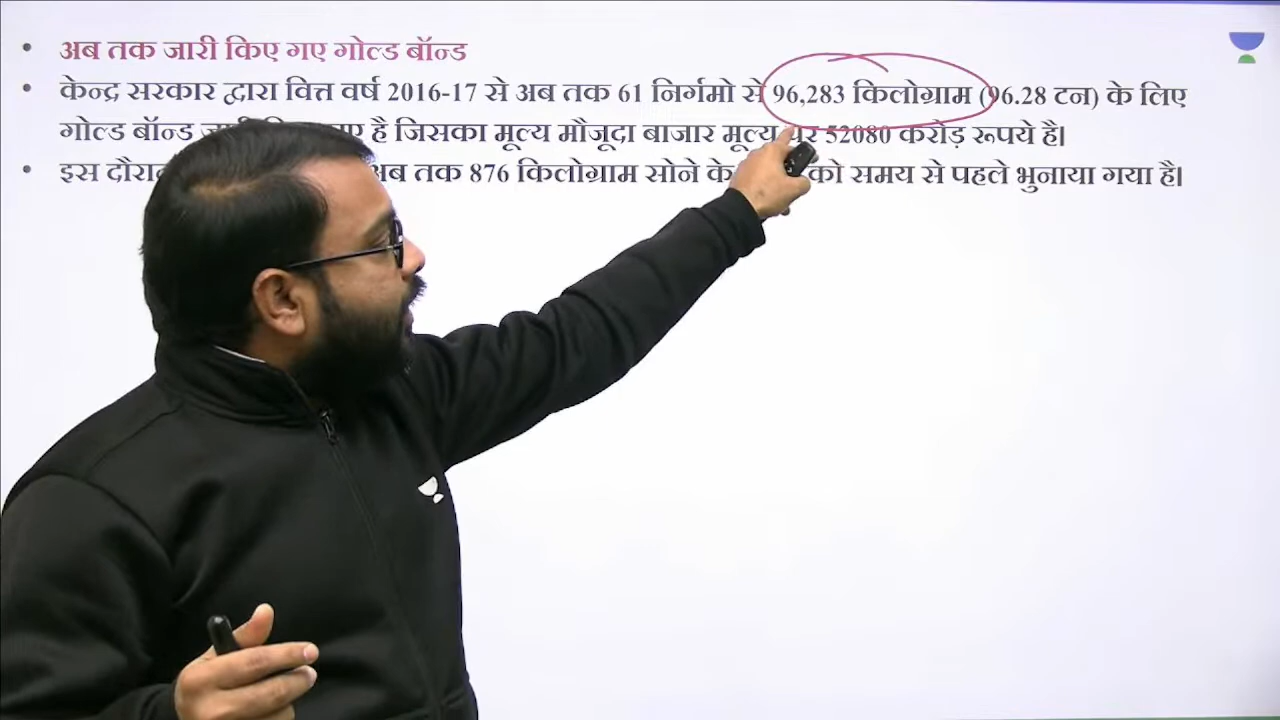 अब तक जारी किए गए गोल्ड बॉन्ड
केन्द्र सरकार द्वारा वित्त वर्ष 2016-17 से अब तक 61 निर्गमो से 96,283 किलोग्राम (96.28 टन) के लिए
गोल्ड बॉन्ड है जिसका मूल्य मौजूदा बाजार मूल्य पर 52080 करोड़ रूपये है।
इस अब तक 876 किलोग्राम सोने के को समय से पहले भुनाया गया है।